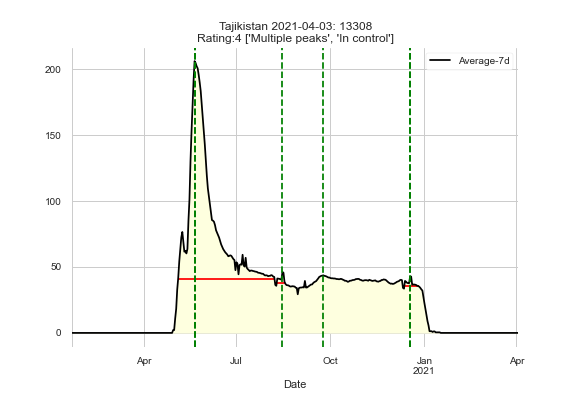 Tajikistan 2021-04-03: 13308
Rating:4 ['Multiple peaks', 'In control']
Average-7d
200
150
100
50
0
Apr
Jul
Oct
Jan
2021
Apr
Date